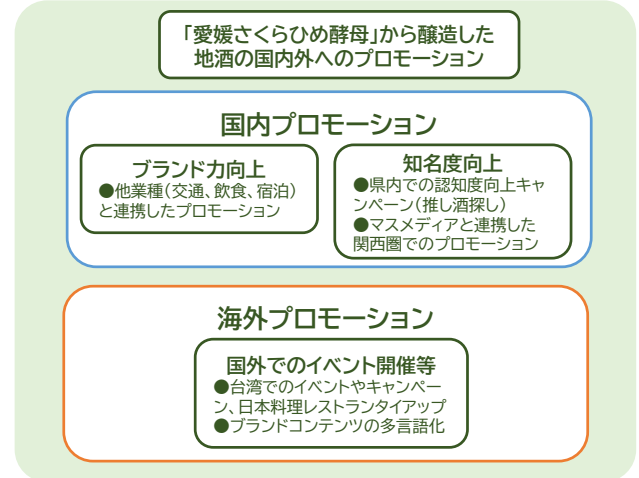 「愛媛さくらひめ酵母」から醸造した
地酒の国内外へのプロモーション
国内プロモーション
ブランド力向上
●他業種(交通、飲食、宿泊)
と連携したプロモーション
知名度向上
●県内での認知度向上キャ
ンペーン(推し酒探し)
●マスメディアと連携した
関西圏でのプロモーション
海外プロモーション
国外でのイベント開催等
●台湾でのイベントやキャンペー
ン、日本料理レストランタイアップ
●ブランドコンテンツの多言語化